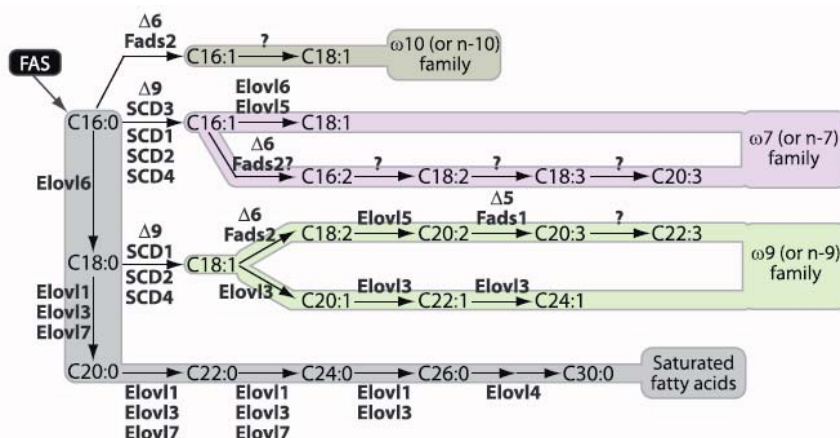 Δ6
Fads2
?
C16:1
C18:1
ω10 (or n-10)
family
FAS
C16:0
Δ9
SCD3
SCD1
SCD2
SCD4
C16:1
Elovl6
Elovl5
C18:1
Δ6
Fads2?
C16:2
?
C18:2
?
C18:3
?
C20:3
ω7 (or n-7)
family
Elovl6
C18:0
Δ9
SCD1
SCD2
SCD4
C18:1
Δ6
Fads2
C18:2
Elovl5
C20:2
Δ5
Fads1
C20:3
?
C22:3
Elovl3
C20:1
Elovl3
C22:1
Elovl3
C24:1
ω9 (or n-9)
family
Elovl1
Elovl3
Elovl7
C20:0
Elovl1
Elovl3
Elovl7
C22:0
Elovl1
Elovl3
Elovl7
C24:0
Elovl1
Elovl3
C26:0
Elovl4
C30:0
Saturated
fatty acids